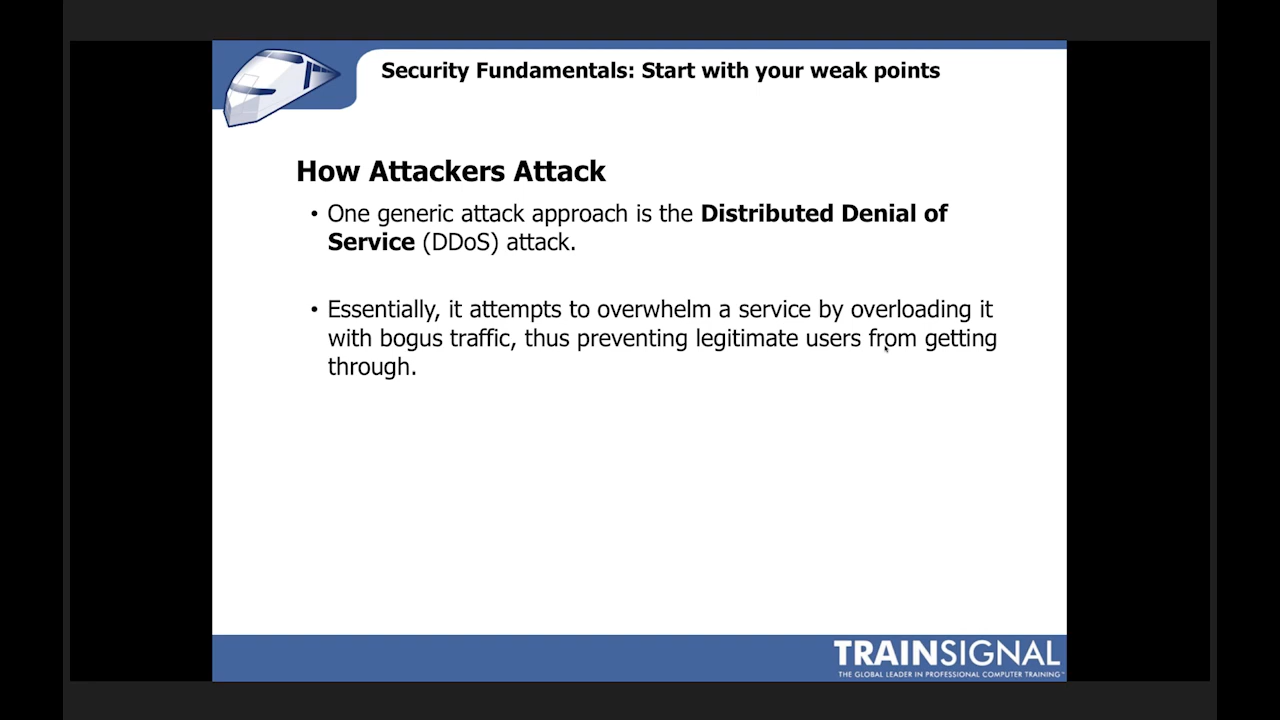 Security Fundamentals: Start with your weak points
How Attackers Attack
• One generic attack approach is the Distributed Denial of
Service (DDoS) attack.
• Essentially, it attempts to overwhelm a service by overloading it
with bogus traffic, thus preventing legitimate users from getting
through.
TRAINSIGNAL
THE GLOBAL LEADER IN PROFESSIONAL COMPUTER TRAINING